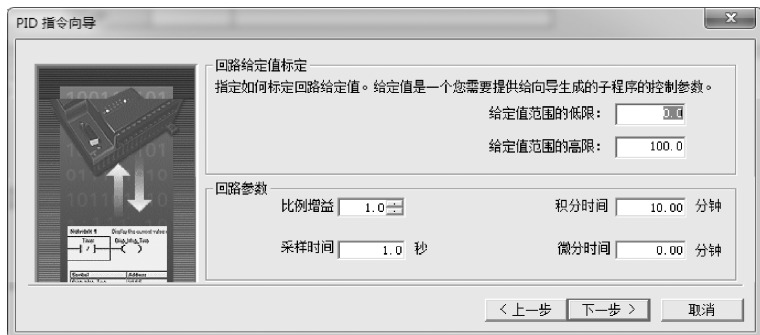 PID 指令向导
回路给定值标定
指定如何标定回路给定值。给定值是一个您需要提供给向导生成的子程序的控制参数。
给定值范围的低限： 0.0
给定值范围的高限： 100.0
回路参数
比例增益 1.0 积分时间 10.00 分钟
采样时间 1.0 秒 微分时间 0.00 分钟
Network 1
Timer
Symbol Address
<上一步 下一步> 取消